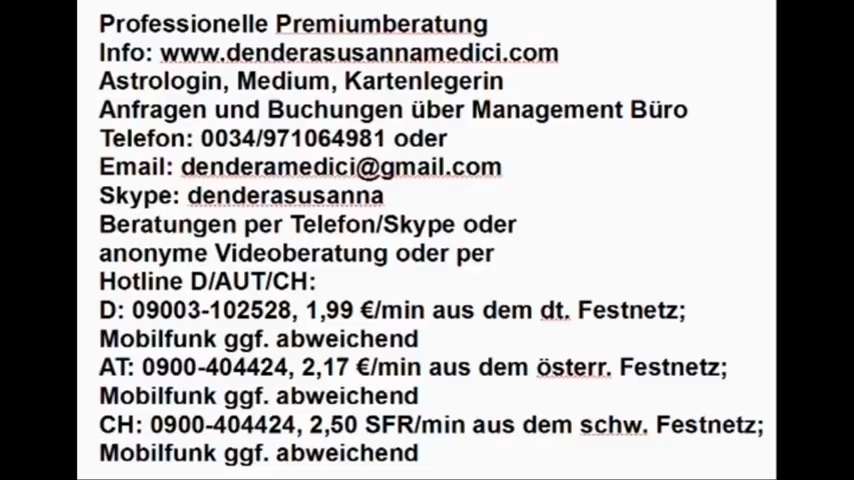 Professionelle Premiumberatung
Info: www.denderasusannamedici.com
Astrologin, Medium, Kartenlegerin
Anfragen und Buchungen über Management Büro
Telefon: 0034/971064981 oder
Email: denderamedici@gmail.com
Skype: denderasusanna
Beratungen per Telefon/Skype oder
anonyme Videoberatung oder per
Hotline D/AUT/CH:
D: 09003-102528, 1,99 €/min aus dem dt. Festnetz;
Mobilfunk ggf. abweichend
AT: 0900-404424, 2,17 €/min aus dem österr. Festnetz;
Mobilfunk ggf. abweichend
CH: 0900-404424, 2,50 SFR/min aus dem schw. Festnetz;
Mobilfunk ggf. abweichend